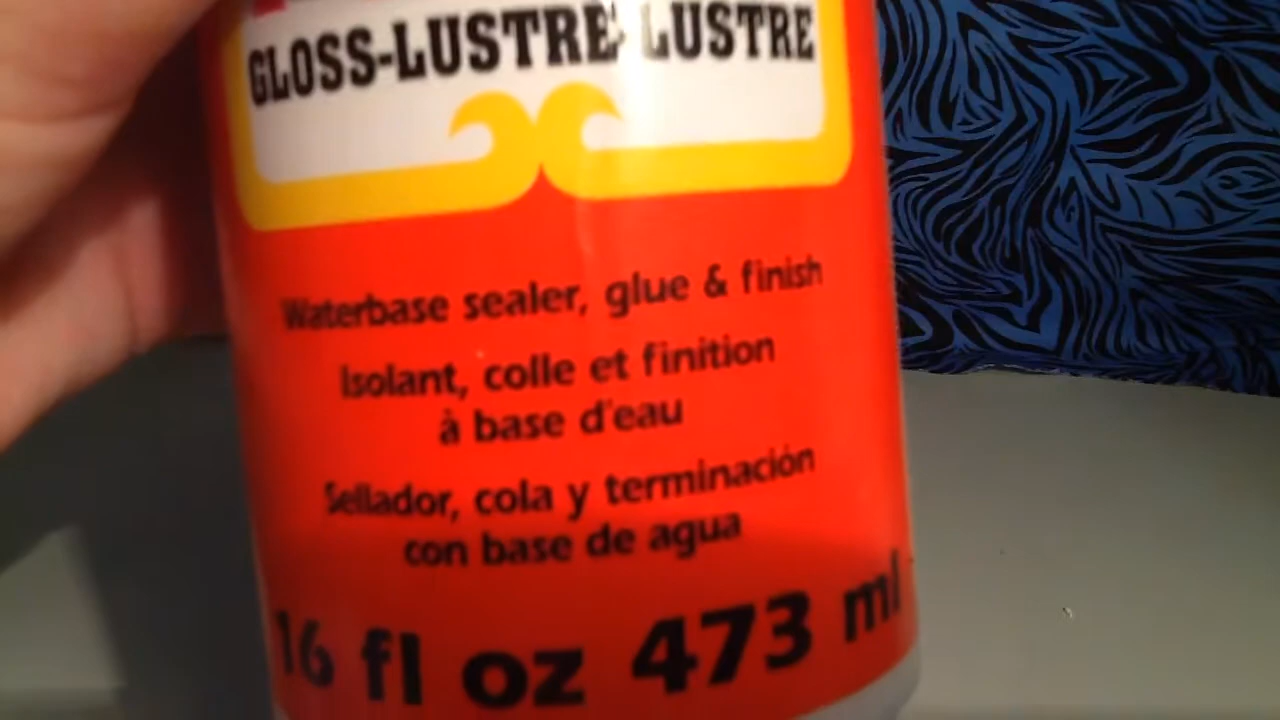 GLOSS-LUSTRE LUSTRE
Waterbase sealer, glue & finish
Isolant, colle et finition
à base d'eau
Sellador, cola y terminación
con base de agua
16 fl oz 473 ml